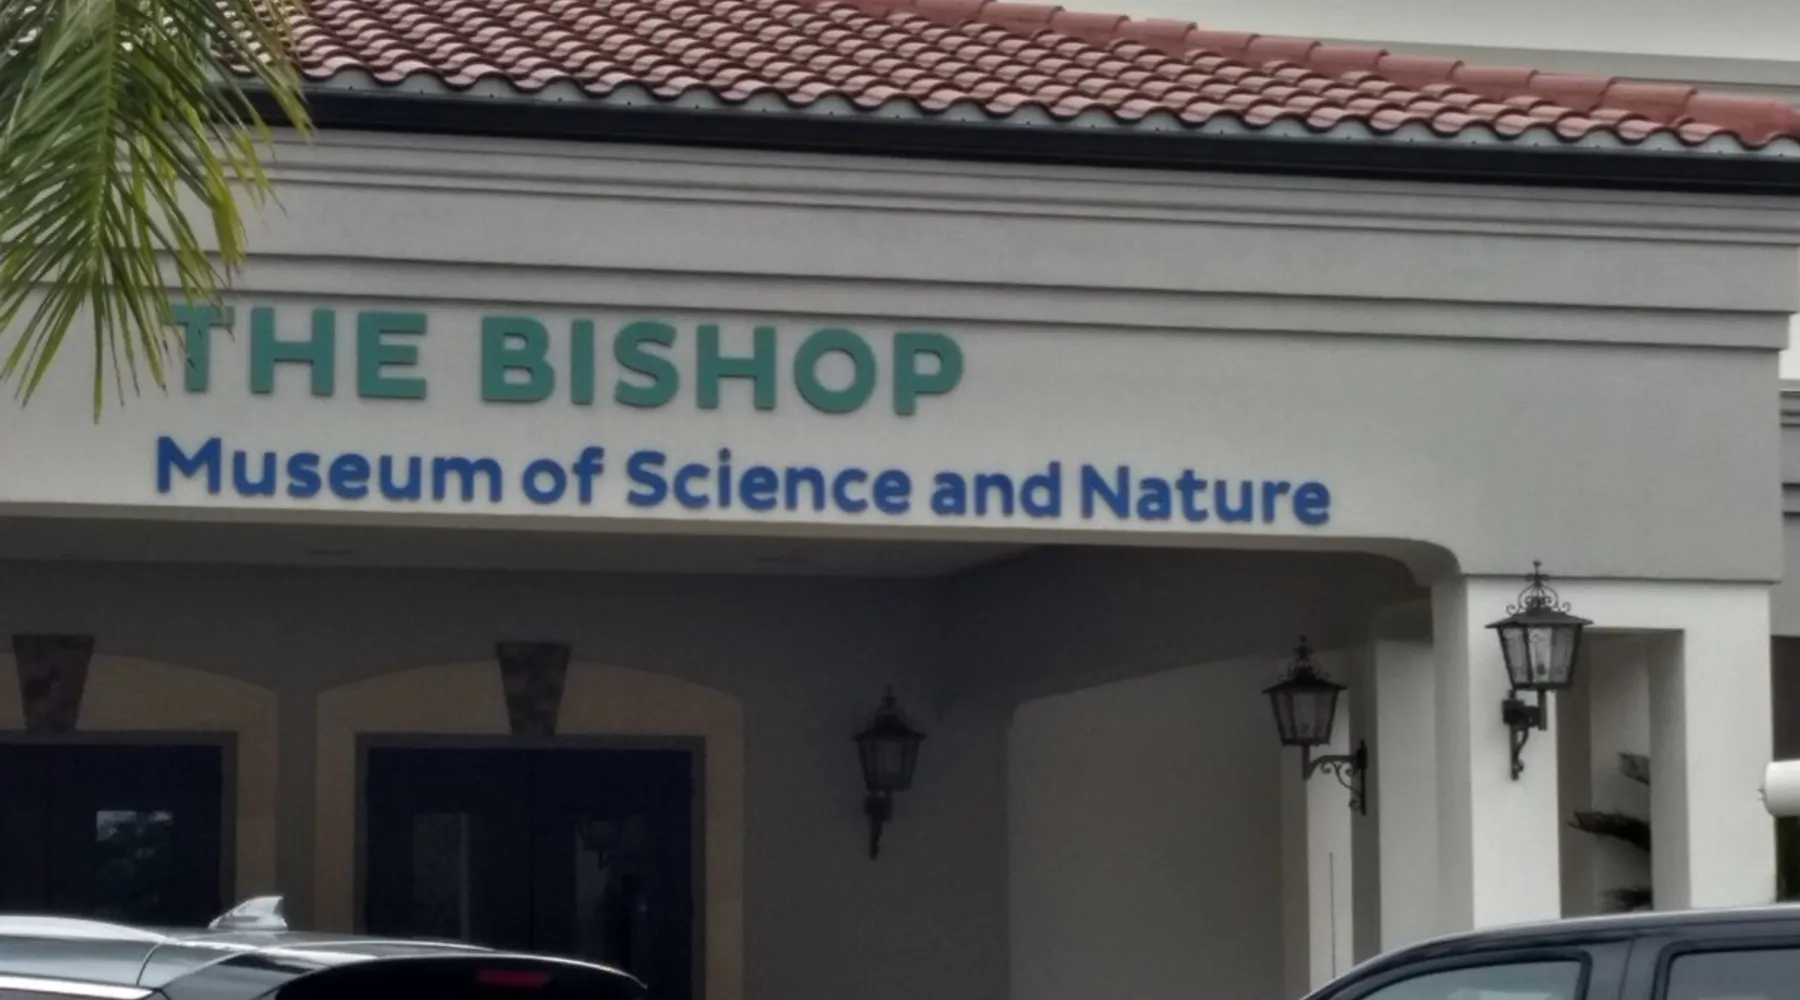 THE BISHOP
Museum of Science and Nature